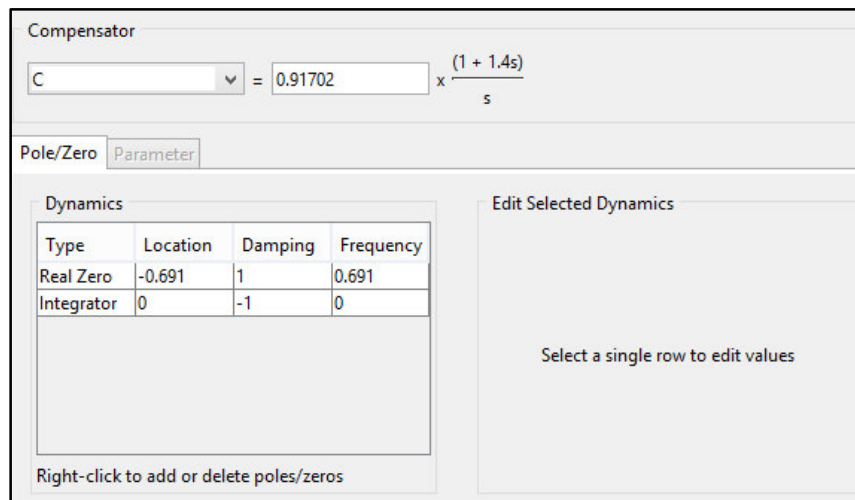 Compensator
C = 0.91702 x (1 + 1.4s)
s
Pole/Zero Parameter
Dynamics
Type Location Damping Frequency
Real Zero -0.691 1 0.691
Integrator 0 -1 0
Right-click to add or delete poles/zeros
Edit Selected Dynamics
Select a single row to edit values